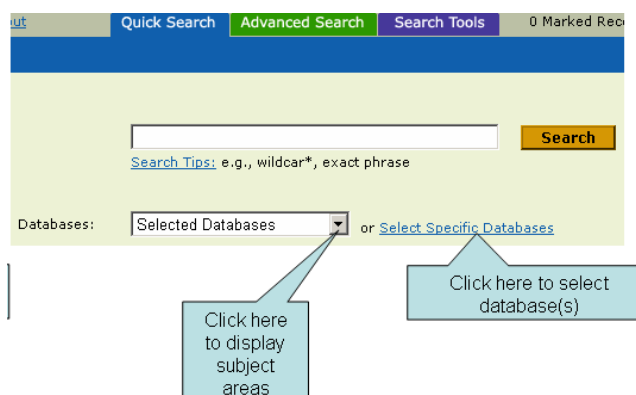 ut Quick Search Advanced Search Search Tools 0 Marked Rec
Search
Search Tips: e.g., wildcar*, exact phrase
Databases: Selected Databases or Select Specific Databases
Click here to select
database(s)
Click here
to display
subject
areas